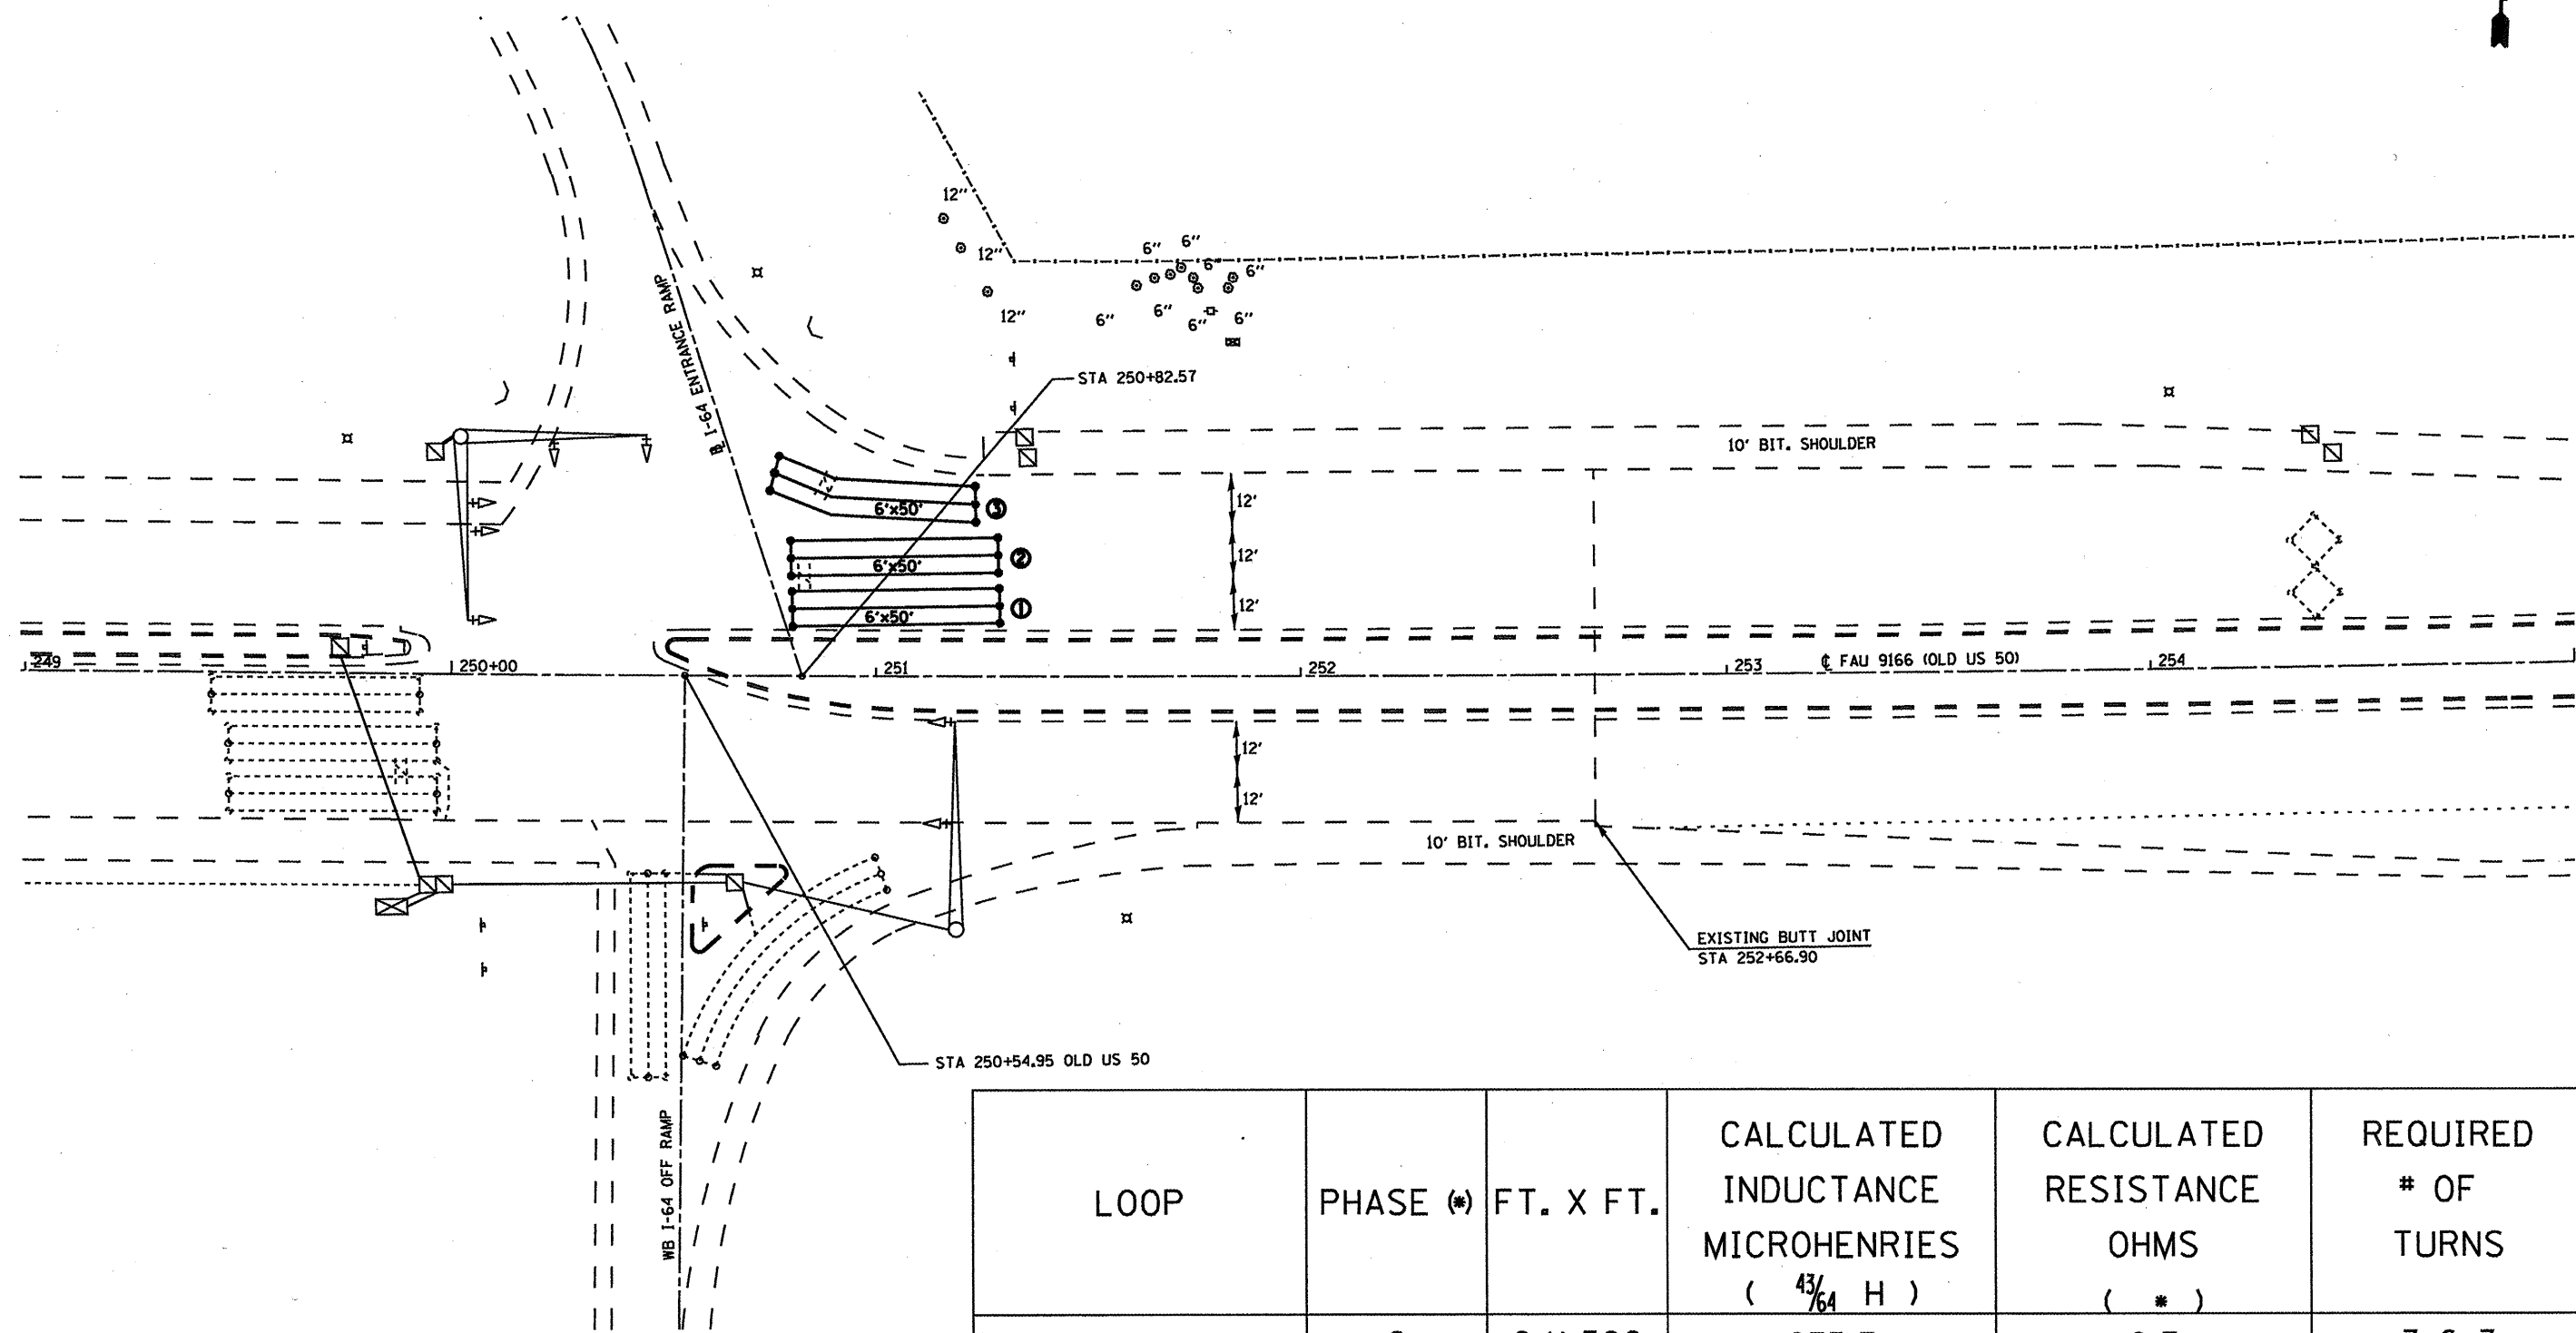 12"
12"
12"
6"
6"
6"
6"
6"
6"
6"
6"
STA 250+82.57
BL I-64 ENTRANCE RAMP
10' BIT. SHOULDER
6'x50' 3
6'x50' 2
6'x50' 1
12'
12'
12'
249
250+00
251
252
253
℄ FAU 9166 (OLD US 50)
254
12'
12'
10' BIT. SHOULDER
EXISTING BUTT JOINT
STA 252+66.90
STA 250+54.95 OLD US 50
WB I-64 OFF RAMP
LOOP
PHASE (*)
FT. X FT.
CALCULATED
INDUCTANCE
MICROHENRIES
( 43/64 H )
CALCULATED
RESISTANCE
OHMS
( * )
REQUIRED
# OF
TURNS